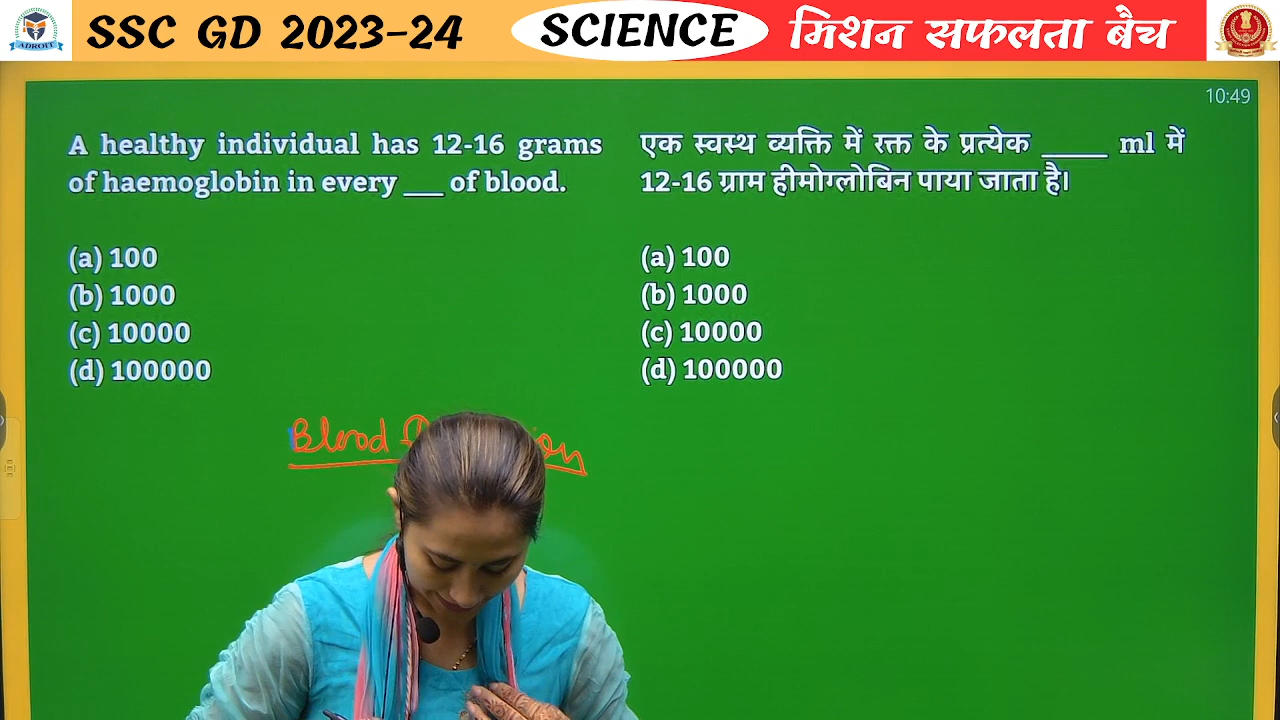 SSC GD 2023-24
SCIENCE
मिशन सफलता बैच
ADROIT
10:49
A healthy individual has 12-16 grams
of haemoglobin in every ___ of blood.
(a) 100
(b) 1000
(c) 10000
(d) 100000
एक स्वस्थ व्यक्ति में रक्त के प्रत्येक _____ ml में
12-16 ग्राम हीमोग्लोबिन पाया जाता है।
(a) 100
(b) 1000
(c) 10000
(d) 100000
Blood